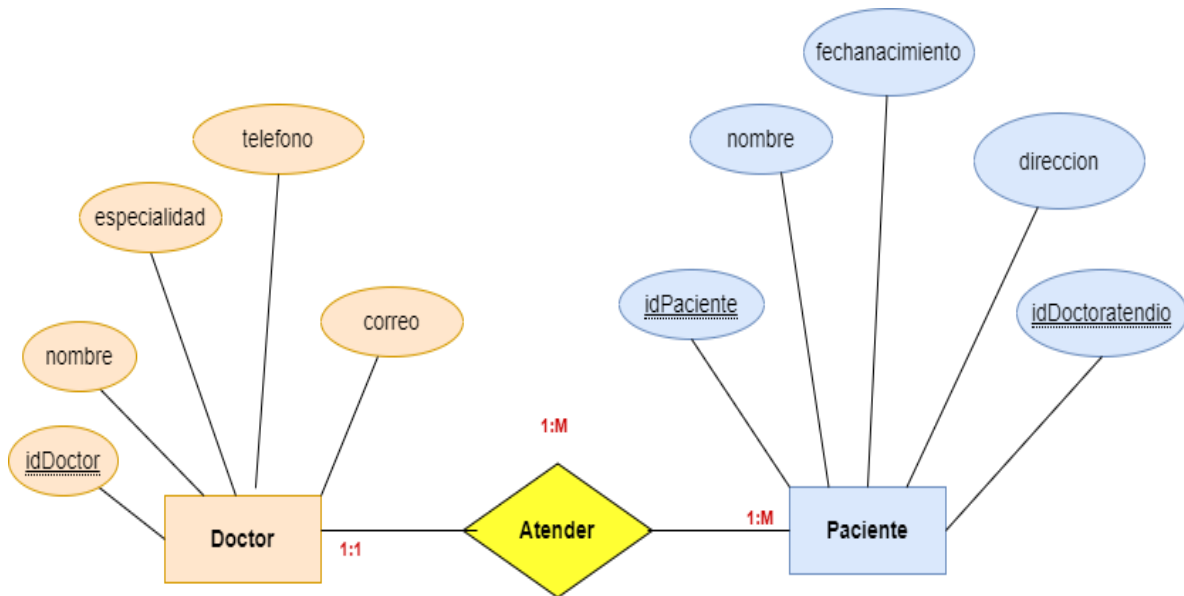 fechanacimiento
telefono
nombre
direccion
especialidad
idPaciente
correo
idDoctoratendio
nombre
1:M
idDoctor
Doctor
1:1
Atender
1:M
Paciente